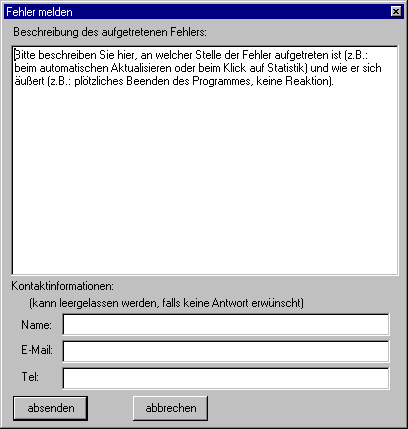 Fehler melden
Beschreibung des aufgetretenen Fehlers:
Bitte beschreiben Sie hier, an welcher Stelle der Fehler aufgetreten ist (z.B.:
beim automatischen Aktualisieren oder beim Klick auf Statistik) und wie er sich
äußert (z.B.: plötzliches Beenden des Programmes, keine Reaktion).
Kontaktinformationen:
(kann leergelassen werden, falls keine Antwort erwünscht)
Name:
E-Mail:
Tel:
absenden abbrechen